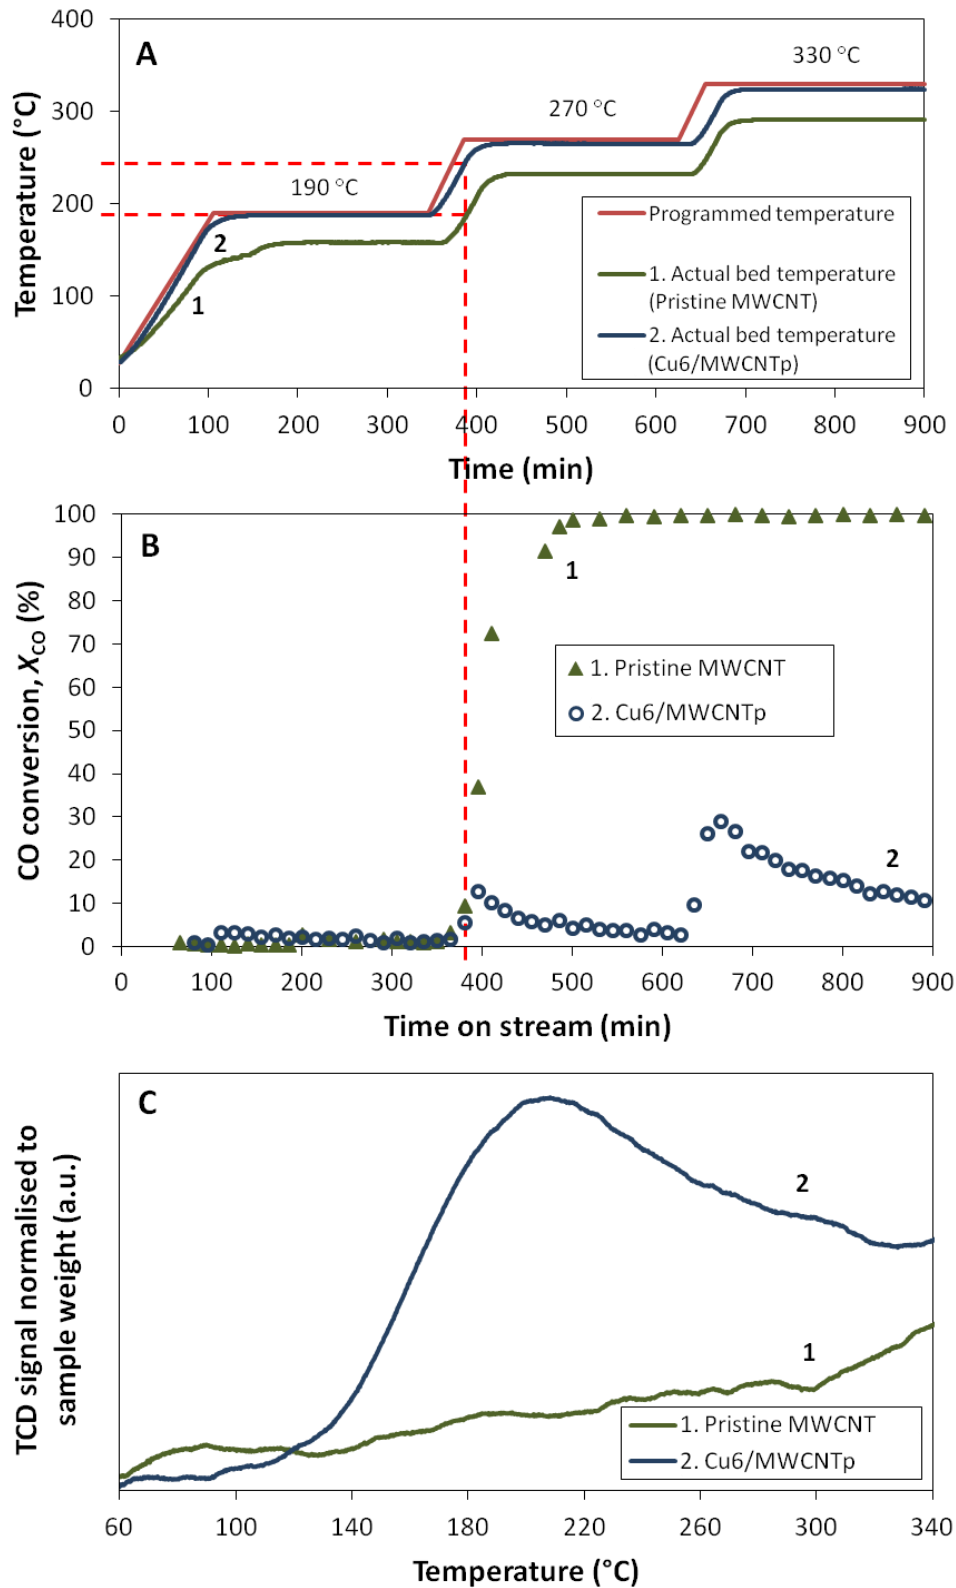 A
400
300
200
100
0
Temperature (°C)
190 °C
270 °C
330 °C
2
1
Programmed temperature
1. Actual bed temperature
(Pristine MWCNT)
2. Actual bed temperature
(Cu6/MWCNTp)
0 100 200 300 400 500 600 700 800 900
Time (min)
B
100
90
80
70
60
50
40
30
20
10
0
CO conversion, XCO (%)
1
1. Pristine MWCNT
2. Cu6/MWCNTp
2
0 100 200 300 400 500 600 700 800 900
Time on stream (min)
C
TCD signal normalised to
sample weight (a.u.)
2
1
1. Pristine MWCNT
2. Cu6/MWCNTp
60 100 140 180 220 260 300 340
Temperature (°C)